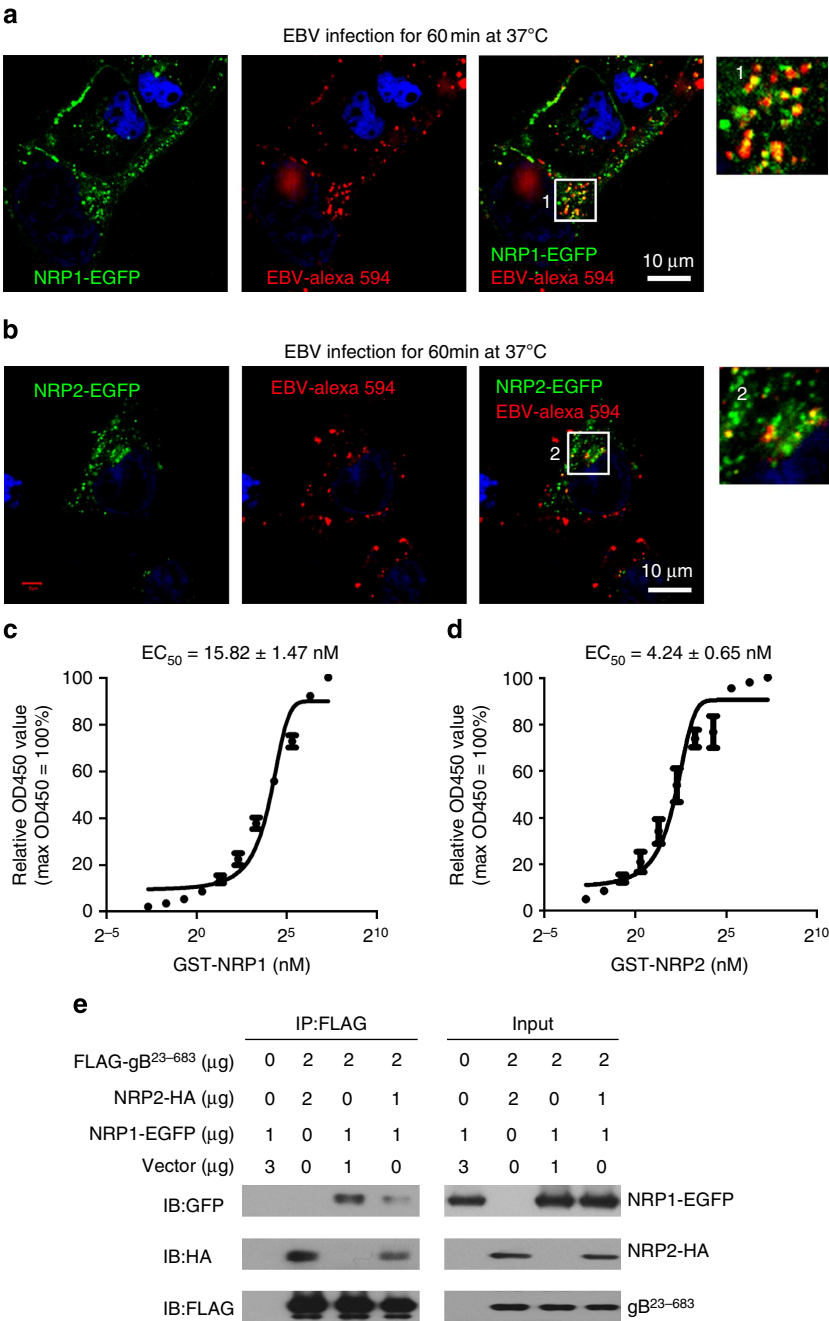 a
EBV infection for 60 min at 37°C
NRP1-EGFP
EBV-alexa 594
1
NRP1-EGFP
EBV-alexa 594
10 µm
1
b
EBV infection for 60min at 37°C
NRP2-EGFP
EBV-alexa 594
NRP2-EGFP
EBV-alexa 594
2
10 µm
2
c
EC50 = 15.82 ± 1.47 nM
Relative OD450 value
(max OD450 = 100%)
100
80
60
40
20
0
2–5 20 25 210
GST-NRP1 (nM)
d
EC50 = 4.24 ± 0.65 nM
Relative OD450 value
(max OD450 = 100%)
100
80
60
40
20
0
2–5 20 25 210
GST-NRP2 (nM)
e
IP:FLAG Input
FLAG-gB23–683 (µg) 0 2 2 2 0 2 2 2
NRP2-HA (µg) 0 2 0 1 0 2 0 1
NRP1-EGFP (µg) 1 0 1 1 1 0 1 1
Vector (µg) 3 0 1 0 3 0 1 0
IB:GFP NRP1-EGFP
IB:HA NRP2-HA
IB:FLAG gB23–683